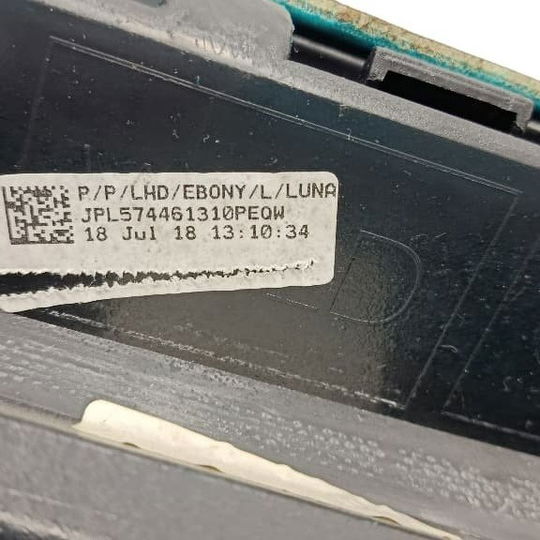 P/P/LHD/EBONY/L/LUNA
JPL574461310PEQW
18 Jul 18 13:10:34